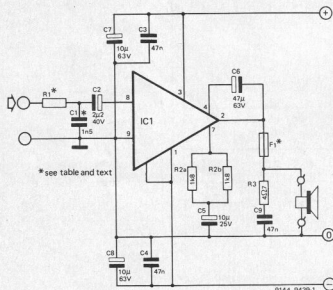 C7
10µ
63V
C3
47n
+
R1*
C2
2µ2
40V
C1
*
1n5
8
9
IC1
3
4
2
7
1
C6
47µ
63V
F1*
R2a
1k8
R2b
1k8
R3
4Ω7
C5
10µ
25V
C9
47n
*see table and text
0
C8
10µ
63V
C4
47n